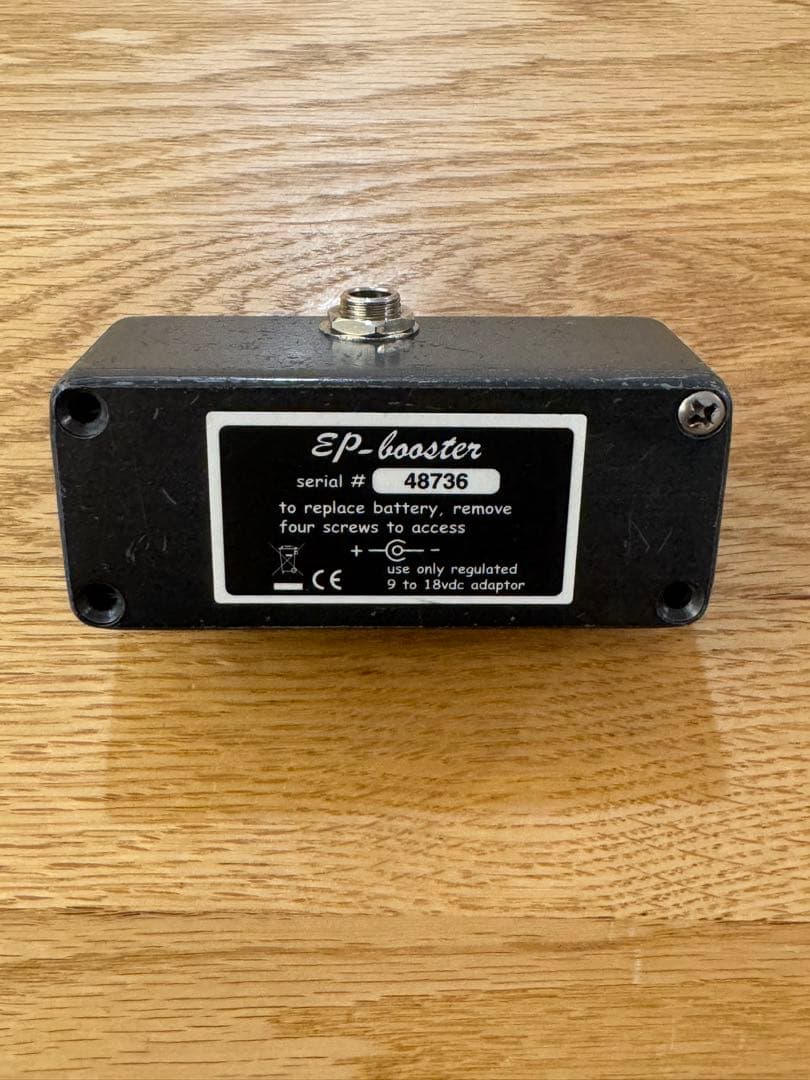 EP-booster
serial # 48736
to replace battery, remove
four screws to access
+ -
use only regulated
9 to 18vdc adaptor
CE